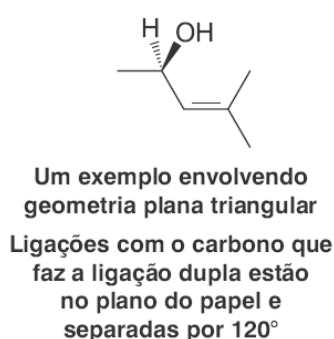 H OH
Um exemplo envolvendo
geometria plana triangular
Ligações com o carbono que
faz a ligação dupla estão
no plano do papel e
separadas por 120°